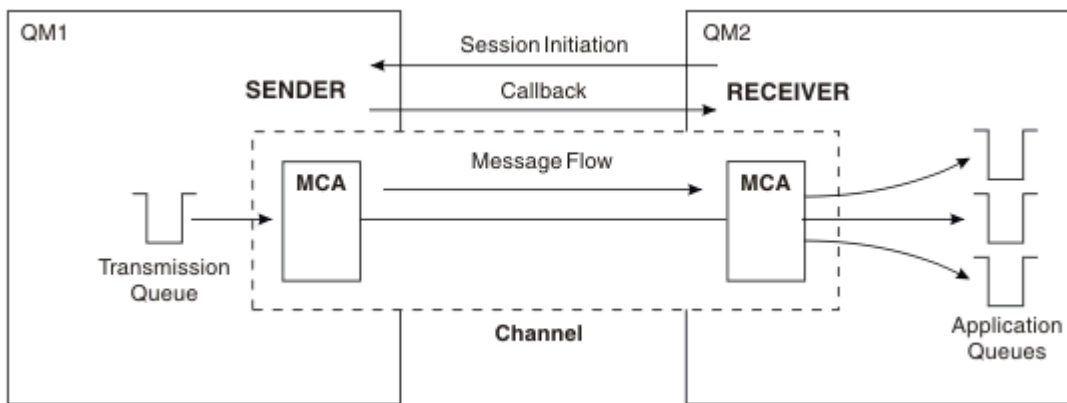 QM1
QM2
Session Initiation
SENDER
Callback
RECEIVER
Message Flow
MCA
MCA
Transmission
Queue
Channel
Application
Queues